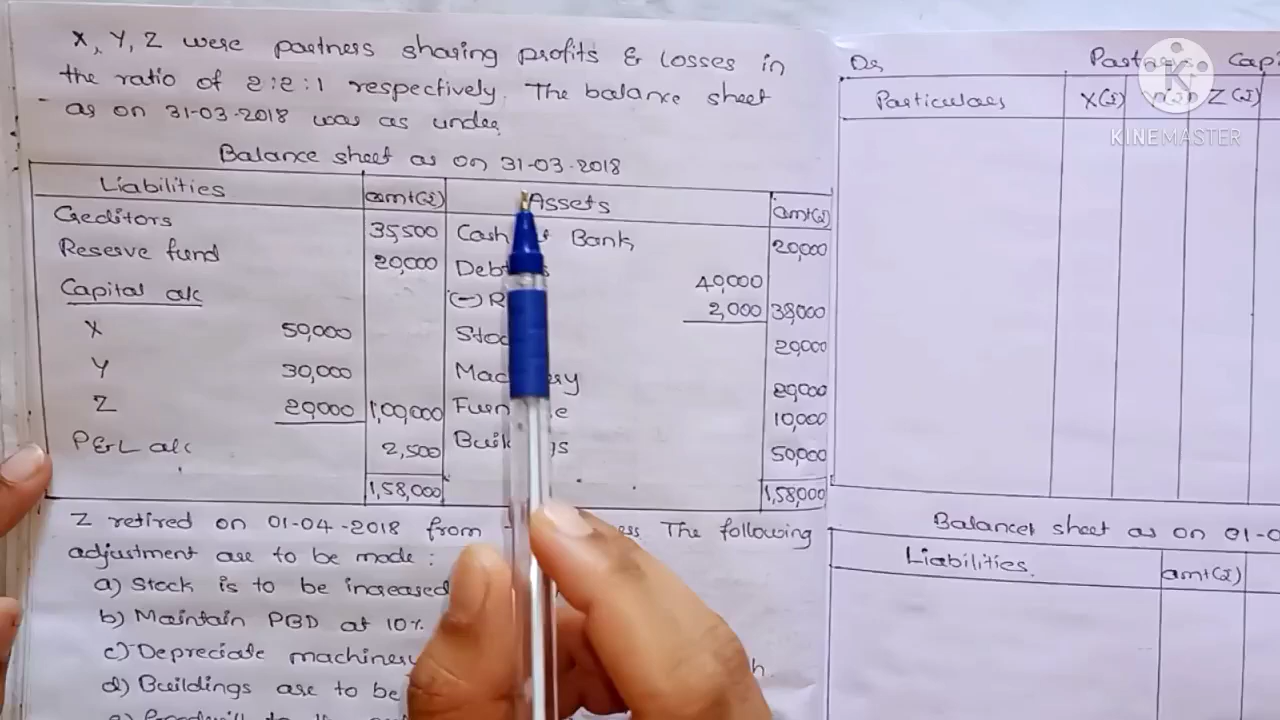 X, Y, Z were partners sharing profits & losses in
the ratio of 2:2:1 respectively. The balance sheet
as on 31-03-2018 was as under
Balance sheet as on 31-03-2018
Liabilities amt(₹) Assets amt(₹)
Creditors 35,500 Cash Bank 20,000
Reserve fund 20,000 40,000
Capital a/c 2,000 38,000
X 50,000 20,000
Y 30,000 20,000
Z 20,000 1,00,000 10,000
P&L a/c 2,500 50,000
1,58,000 1,58,000
Z retired on 01-04-2018 from The following
adjustment are to be made :
a) Stock is to be increased
b) Maintain PBD at 10%
c) Depreciate machinery
d) Buildings are to be
Dr
Particulars X(₹) Z(₹)
KINEMASTER
Balance sheet as on 01-0
Liabilities amt(₹)